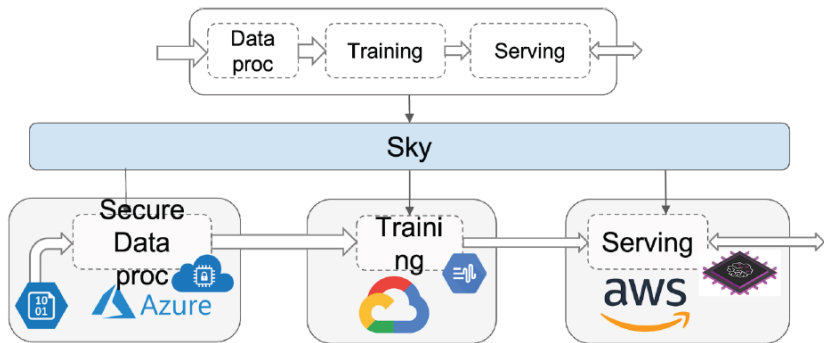 Data
proc
Training
Serving
Sky
Secure
Data
proc
Traini
ng
Serving
10
01
Azure
aws